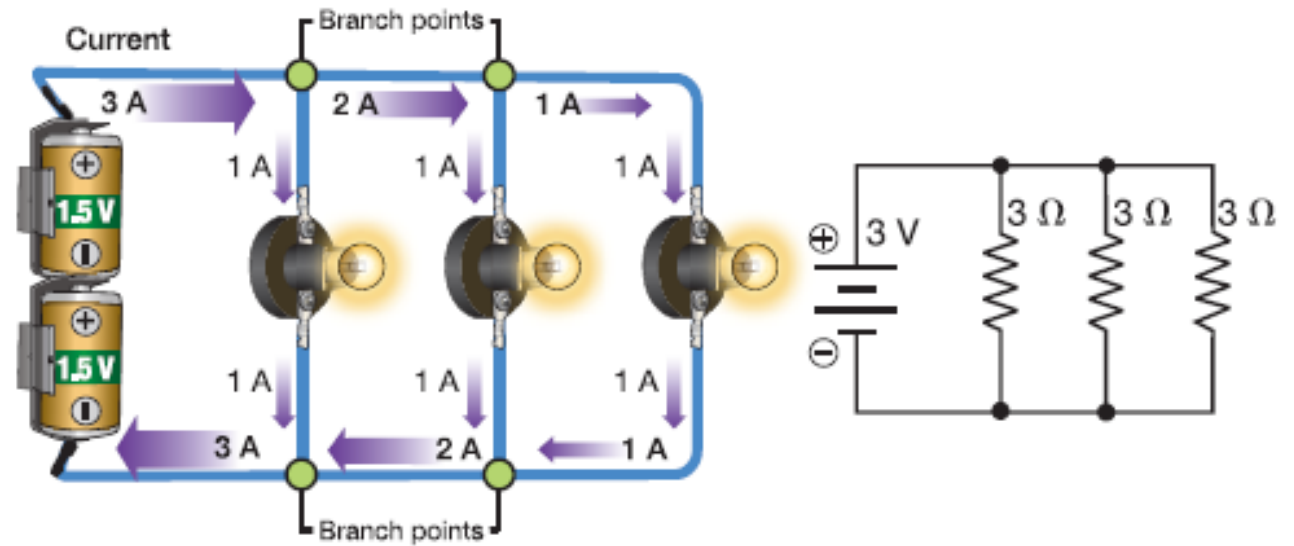 Branch points
Current
3 A
2 A
1 A
1 A
1 A
1 A
+
1.5 V
−
+
1.5 V
−
1 A
1 A
1 A
3 A
2 A
1 A
Branch points
3 Ω
3 Ω
3 Ω
+
3 V
−